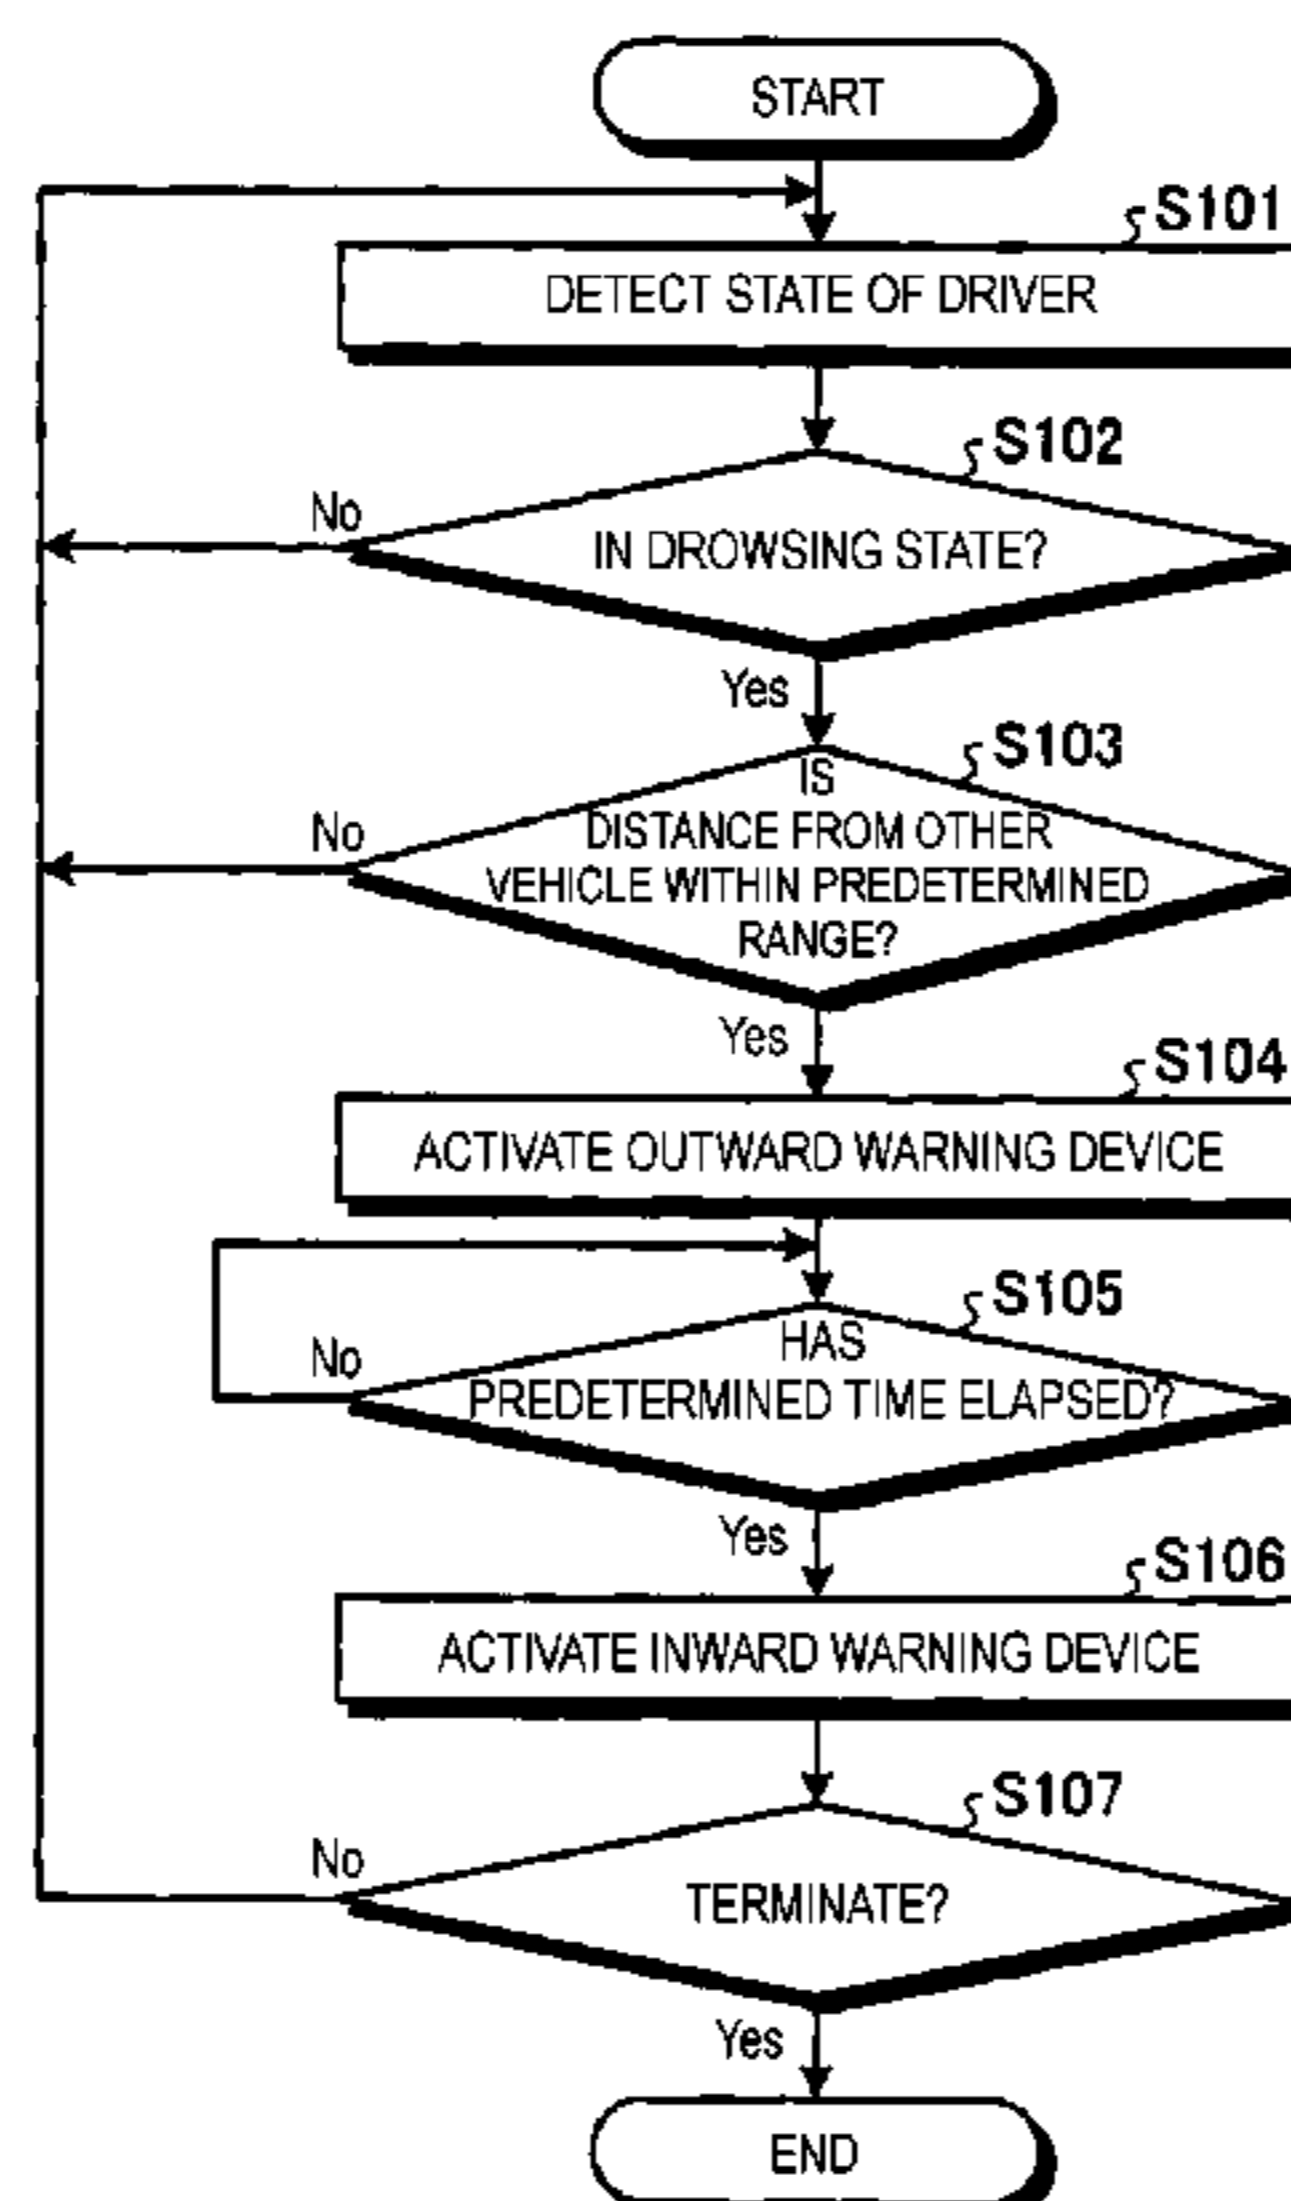 START
S101
DETECT STATE OF DRIVER
S102
No
IN DROWSING STATE?
Yes
S103
IS
No
DISTANCE FROM OTHER
VEHICLE WITHIN PREDETERMINED
RANGE?
Yes
S104
ACTIVATE OUTWARD WARNING DEVICE
S105
HAS
No
PREDETERMINED TIME ELAPSED?
Yes
S106
ACTIVATE INWARD WARNING DEVICE
S107
No
TERMINATE?
Yes
END